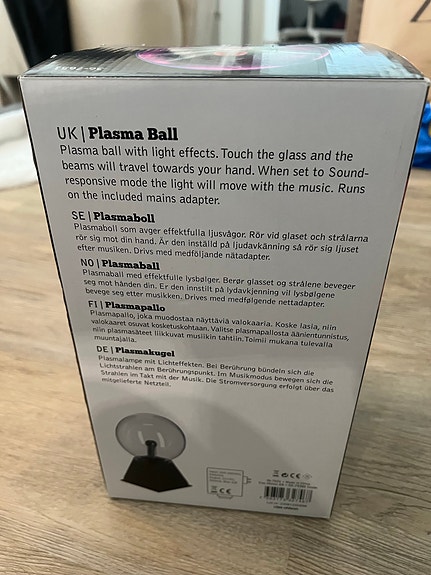 UK | Plasma Ball
Plasma ball with light effects. Touch the glass and the
beams will travel towards your hand. When set to Sound-
responsive mode the light will move with the music. Runs
on the included mains adapter.
SE | Plasmaboll
Plasmaboll som avger effektfulla ljusvågor. Rör vid glaset och strålarna
rör sig mot din hand. Är den inställd på ljudavkänning så rör sig ljuset
efter musiken. Drivs med medföljande nätadapter.
NO | Plasmaball
Plasmaball med effektfulle lysbølger. Berør glasset og strålene beveger
seg mot hånden din. Er den innstilt på lydavkjenning vil lysbølgene
bevege seg etter musikken. Drives med medfølgende nettadapter.
FI | Plasmapallo
Plasmapallo, joka muodostaa näyttäviä valokaaria. Koske lasia, niin
valokaaret osuvat kosketuskohtaan. Valitse plasmapallosta äänientunnistus,
niin plasmasäteet liikkuvat musiikin tahtiin.Toimii mukana tulevalla
muuntajalla.
DE | Plasmakugel
Plasmalampe mit Lichteffekten. Bei Berührung bündeln sich die
Lichtstrahlen am Berührungspunkt. Im Musikmodus bewegen sich die
Strahlen im Takt mit der Musik. Die Stromversorgung erfolgt über das
mitgelieferte Netzteil.
CE
CE